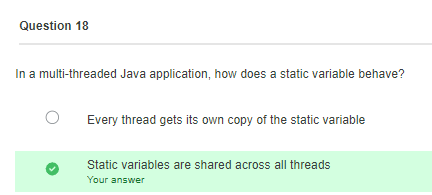 Question 18
In a multi-threaded Java application, how does a static variable behave?
Every thread gets its own copy of the static variable
Static variables are shared across all threads
Your answer